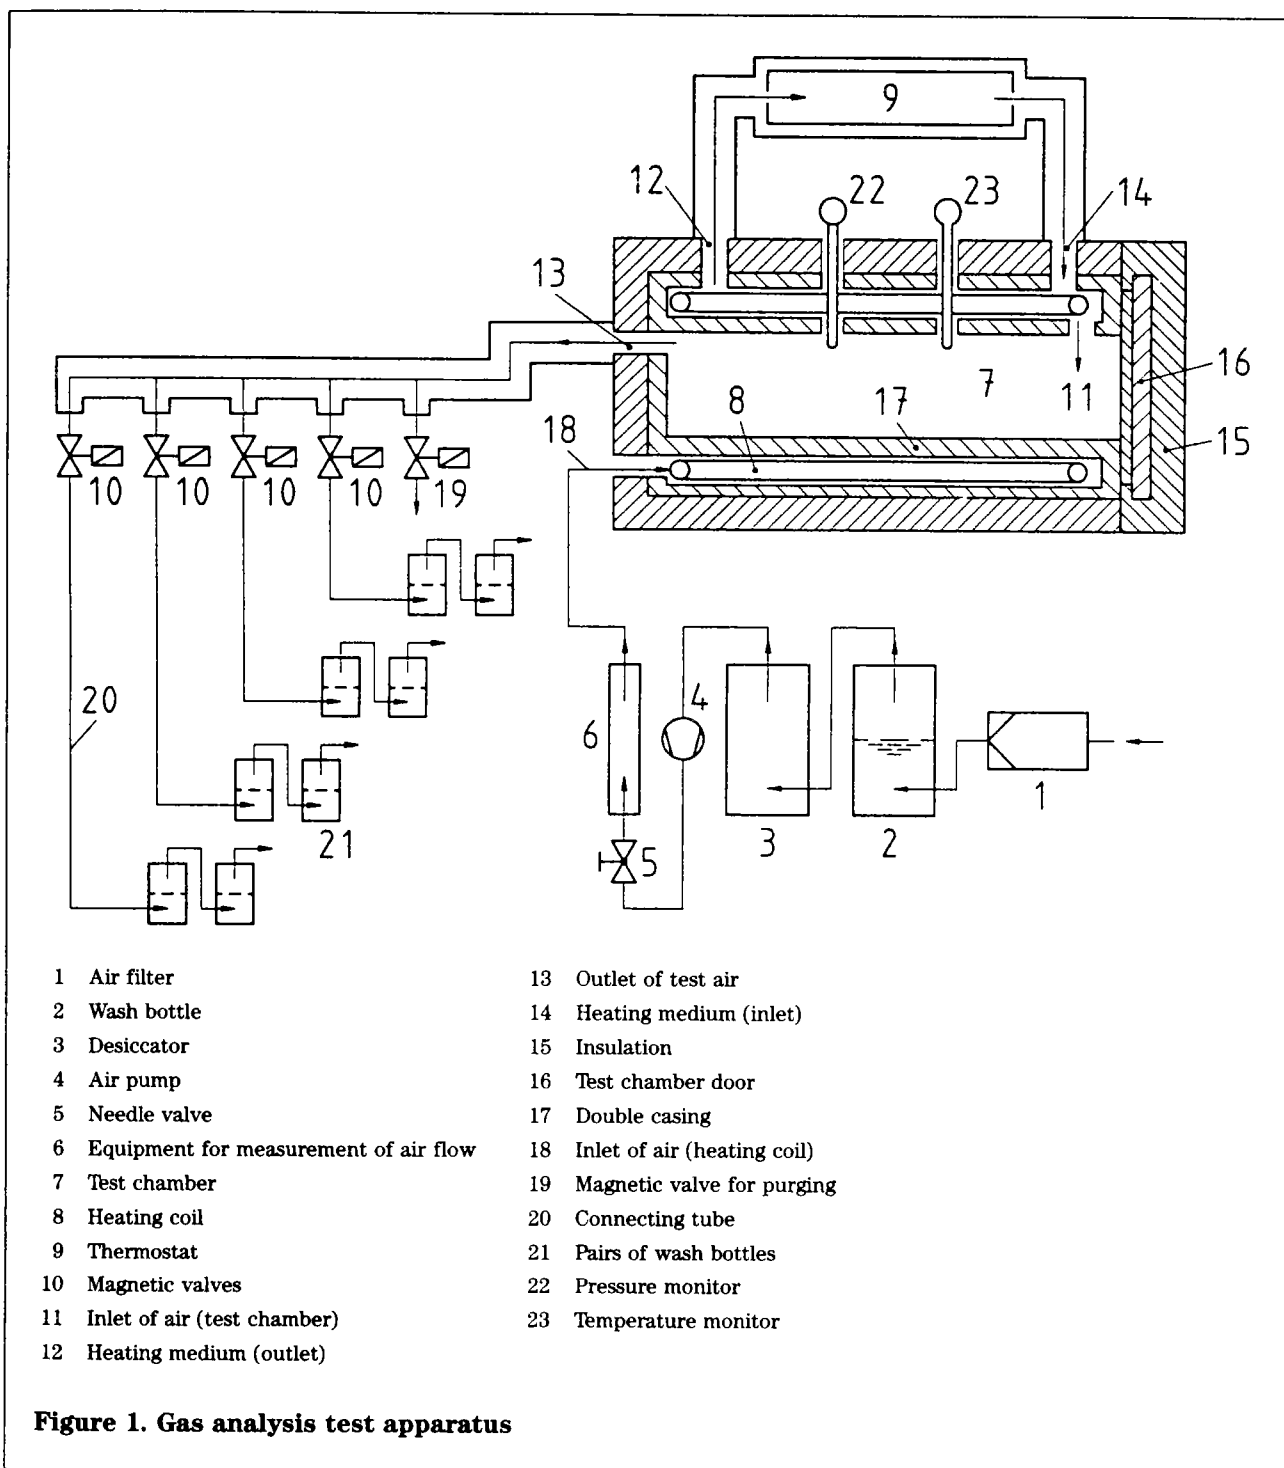 9
12
22
23
14
13
7
11
16
8
17
15
18
10
10
10
10
19
20
4
6
1
21
3
2
5
1 Air filter
2 Wash bottle
3 Desiccator
4 Air pump
5 Needle valve
6 Equipment for measurement of air flow
7 Test chamber
8 Heating coil
9 Thermostat
10 Magnetic valves
11 Inlet of air (test chamber)
12 Heating medium (outlet)
13 Outlet of test air
14 Heating medium (inlet)
15 Insulation
16 Test chamber door
17 Double casing
18 Inlet of air (heating coil)
19 Magnetic valve for purging
20 Connecting tube
21 Pairs of wash bottles
22 Pressure monitor
23 Temperature monitor
Figure 1. Gas analysis test apparatus